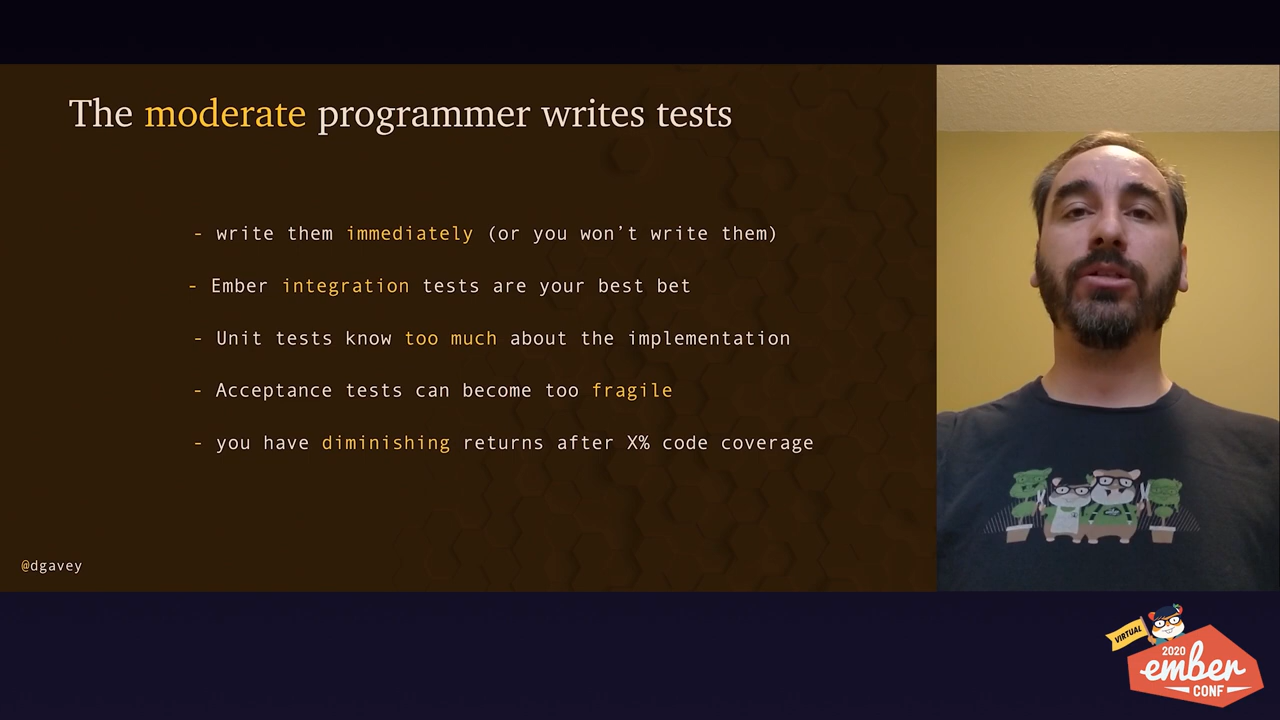 The moderate programmer writes tests
- write them immediately (or you won’t write them)
- Ember integration tests are your best bet
- Unit tests know too much about the implementation
- Acceptance tests can become too fragile
- you have diminishing returns after X% code coverage
@dgavey
VIRTUAL
2020
ember
CONF